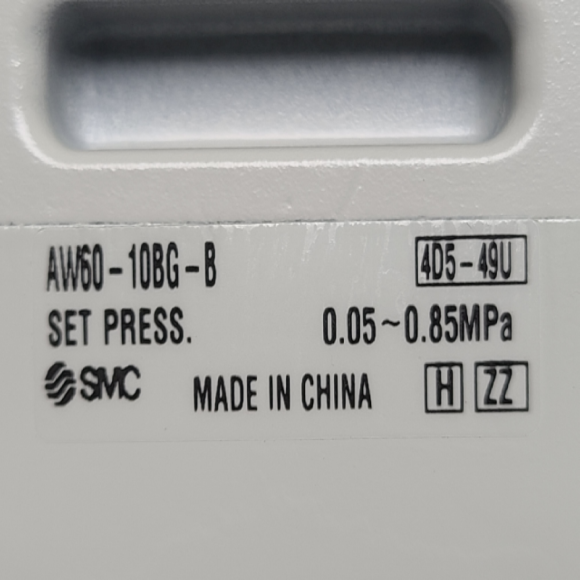 AW60-10BG-B 4D5-49U
SET PRESS. 0.05~0.85MPa
SMC MADE IN CHINA H ZZ